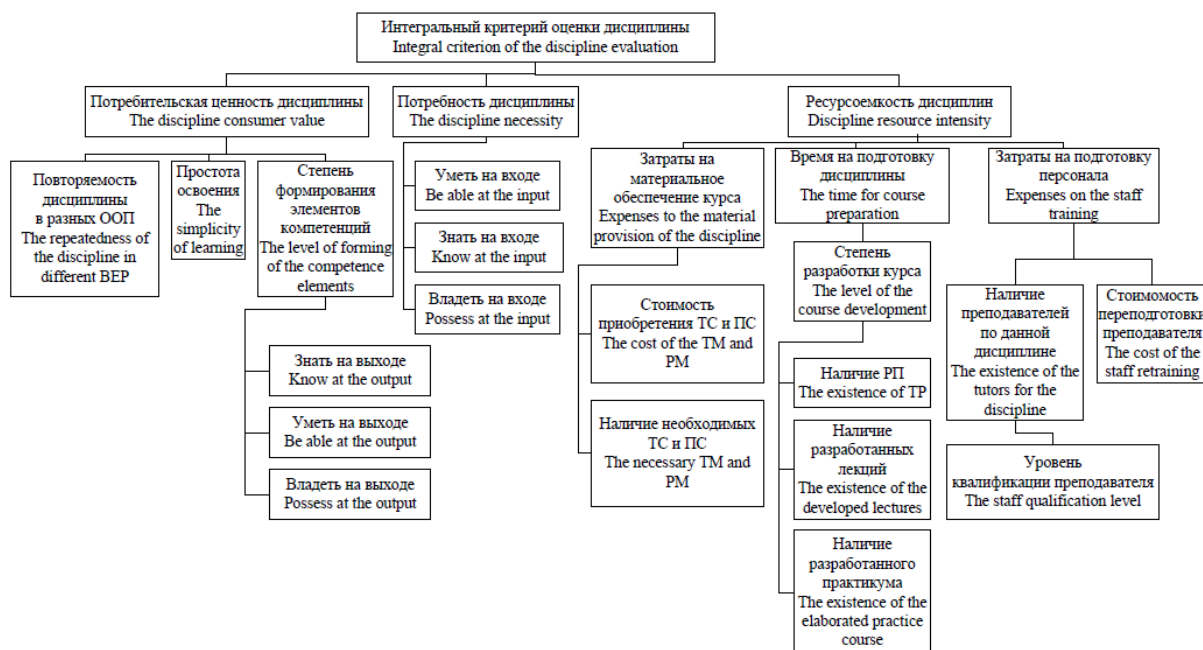 Интегральный критерий оценки дисциплины
Integral criterion of the discipline evaluation
Потребительская ценность дисциплины
The discipline consumer value
Потребность дисциплины
The discipline necessity
Ресурсоемкость дисциплин
Discipline resource intensity
Повторяемость
дисциплины
в разных ООП
The repeatedness of
the discipline in
different BEP
Простота
освоения
The
simplicity
of learning
Степень
формирования
элементов
компетенций
The level of forming
of the competence
elements
Знать на выходе
Know at the output
Уметь на выходе
Be able at the output
Владеть на выходе
Possess at the output
Уметь на входе
Be able at the input
Знать на входе
Know at the input
Владеть на входе
Possess at the input
Затраты на
материальное
обеспечение курса
Expenses to the material
provision of the discipline
Стоимость
приобретения ТС и ПС
The cost of the TM and
PM
Наличие необходимых
ТС и ПС
The necessary TM and
PM
Время на подготовку
дисциплины
The time for course
preparation
Степень
разработки курса
The level of the
course development
Наличие РП
The existence of TP
Наличие
разработанных
лекций
The existence of the
developed lectures
Наличие
разработанного
практикума
The existence of the
elaborated practice
course
Затраты на подготовку
персонала
Expenses on the staff
training
Наличие
преподавателей
по данной
дисциплине
The existence of the
tutors for the
discipline
Уровень
квалификации преподавателя
The staff qualification level
Стоимомость
переподготовки
преподавателя
The cost of the
staff retraining